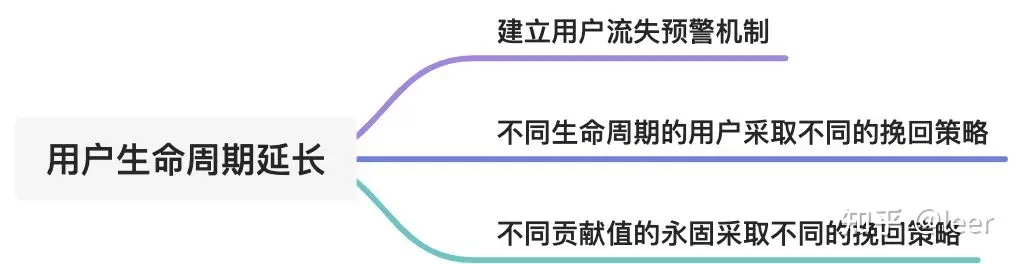 建立用户流失预警机制
用户生命周期延长
不同生命周期的用户采取不同的挽回策略
不同贡献值的永固采取不同的挽回策略
知乎 @leer